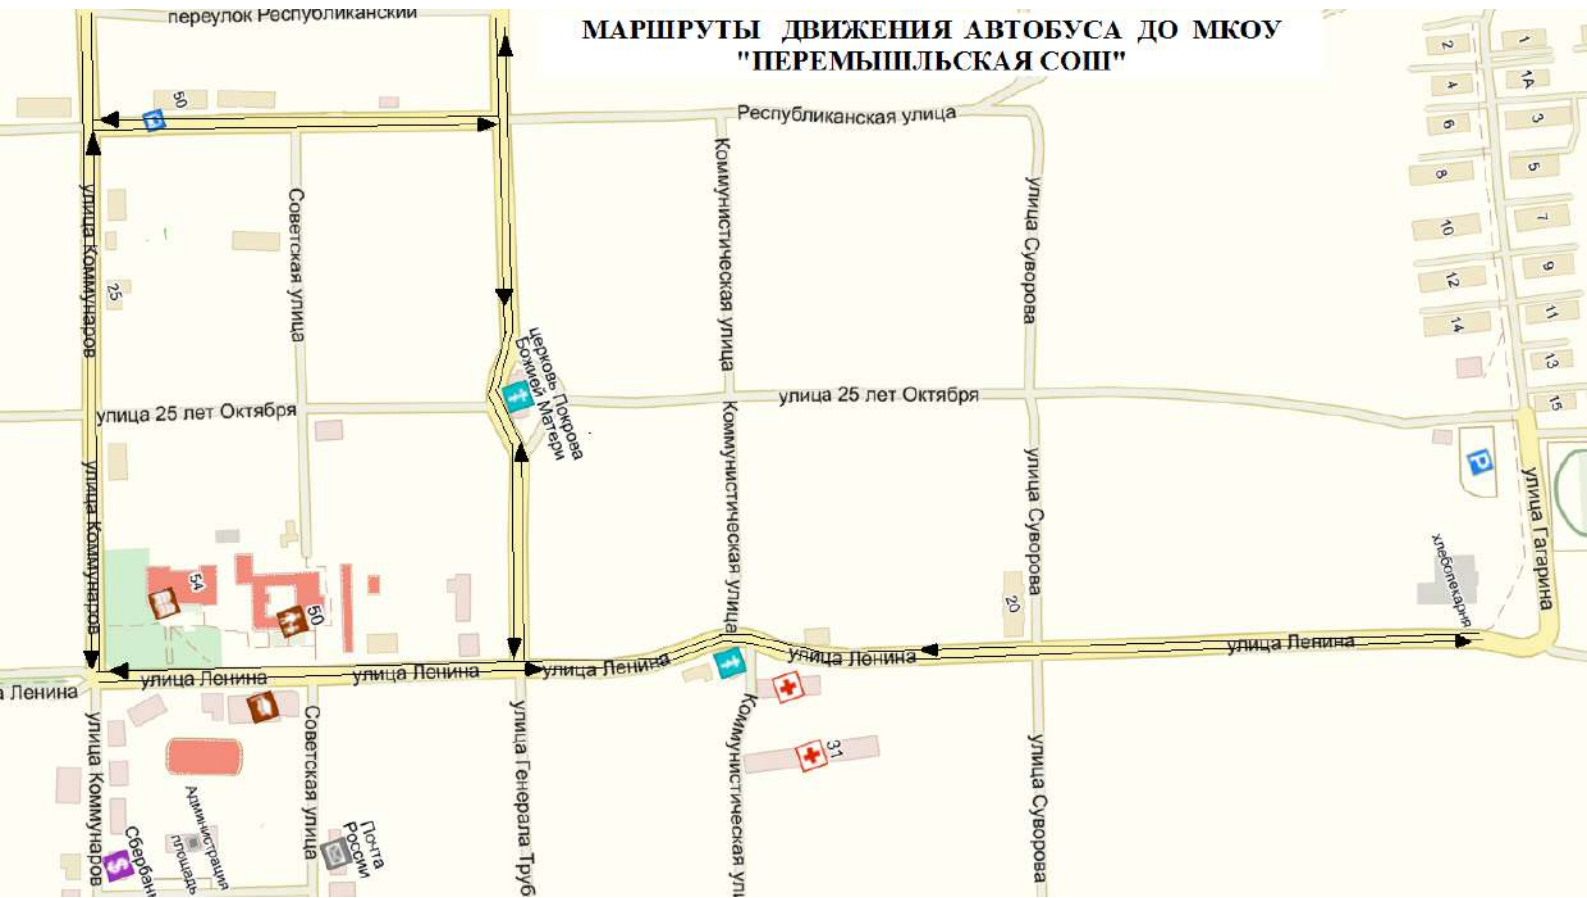 переулок Республиканский
МАРШРУТЫ ДВИЖЕНИЯ АВТОБУСА ДО МКОУ
"ПЕРЕМЫШЛЬСКАЯ СОШ"
Республиканская улица
50
2
1
4
1А
6
3
8
5
10
7
12
9
14
11
13
15
улица Коммунаров
25
Советская улица
Коммунистическая улица
улица Суворова
церковь Покрова
Божией Матери
улица 25 лет Октября
улица 25 лет Октября
P
улица Коммунаров
Коммунистическая улица
улица Суворова
улица Гагарина
хлебопекарня
54
50
20
а Ленина
улица Ленина
улица Ленина
улица Ленина
улица Ленина
улица Ленина
улица Коммунаров
Советская улица
улица Генерала Труб
Коммунистическая ули
31
улица Суворова
Администрация
площадь
Почта
России
Сбербан